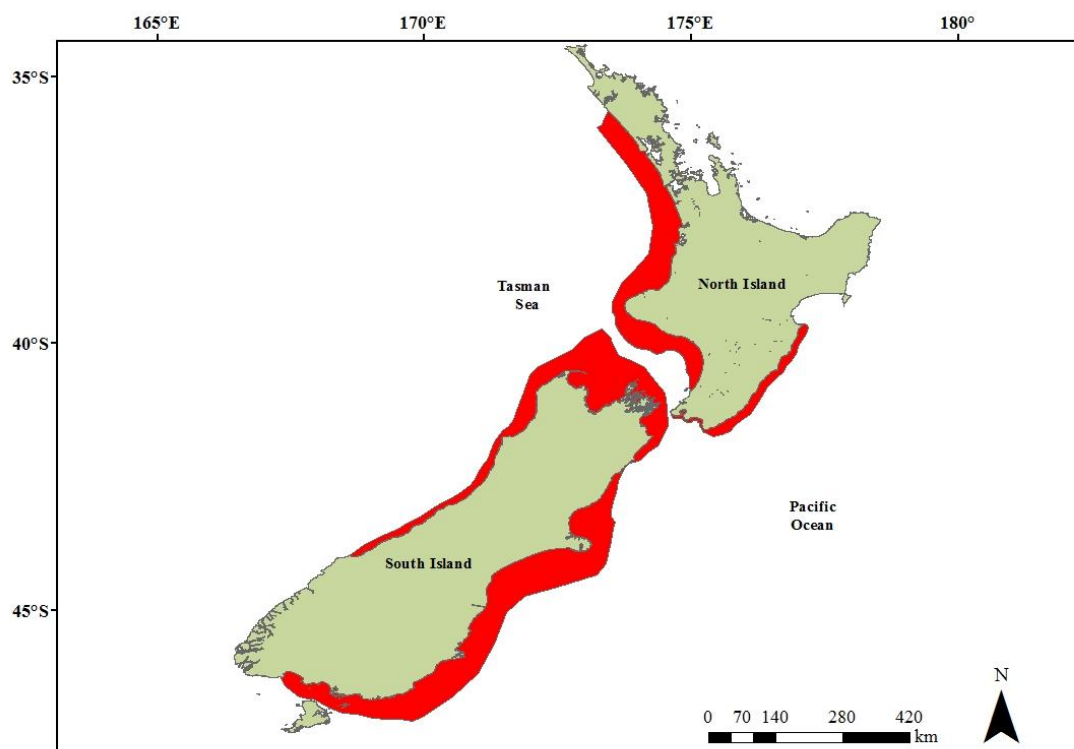 165°E 170°E 175°E 180°
35°S
North Island
Tasman
Sea
40°S
Pacific
Ocean
South Island
45°S
N
0 70 140 280 420
km